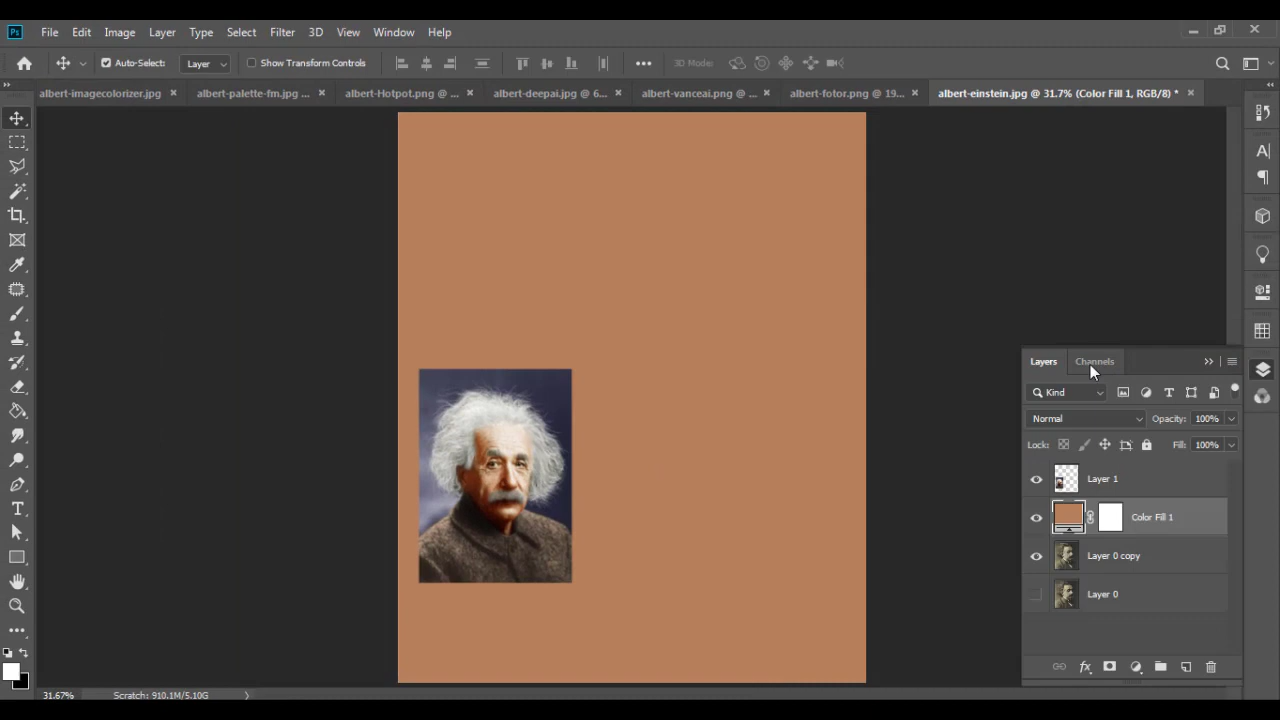 Ps File Edit Image Layer Type Select Filter 3D View Window Help
Auto-Select: Layer Show Transform Controls 3D Mode:
albert-imagecolorizer.jpg albert-palette-fm.jpg ... albert-Hotpot.png @ ... albert-deepai.jpg @ 6... albert-vanceai.png @ ... albert-fotor.png @ 19... albert-einstein.jpg @ 31.7% (Color Fill 1, RGB/8) *
Layers Channels
Kind
Normal Opacity: 100%
Lock: Fill: 100%
Layer 1
Color Fill 1
Layer 0 copy
Layer 0
31.67% Scratch: 910.1M/5.10G